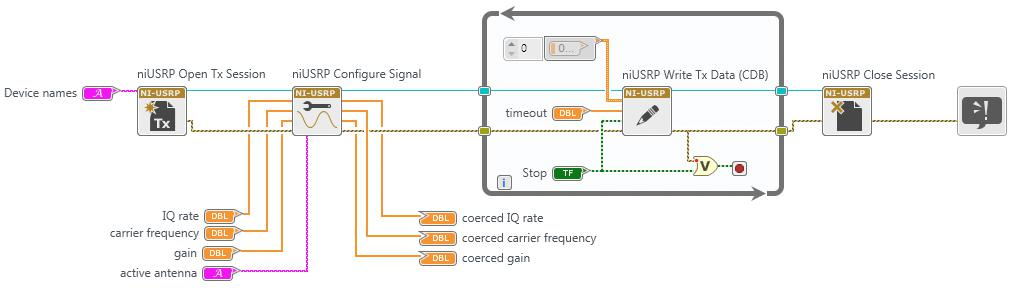 niUSRP Open Tx Session
niUSRP Configure Signal
0
0...
niUSRP Write Tx Data (CDB)
niUSRP Close Session
Device names
A
NI-USRP
Tx
NI-USRP
timeout
DBL
NI-USRP
NI-USRP
Stop
TF
V
i
IQ rate
DBL
DBL
coerced IQ rate
carrier frequency
DBL
DBL
coerced carrier frequency
gain
DBL
DBL
coerced gain
active antenna
A